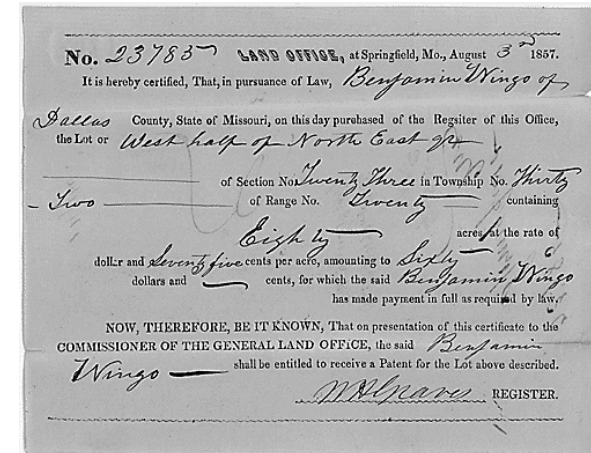 No. 23785 LAND OFFICE, at Springfield, Mo., August 3rd 1857.
It is hereby certified, That, in pursuance of Law, Benjamin Wingo of
Dallas County, State of Missouri, on this day purchased of the Regsiter of this Office,
the Lot or West half of North East qr
of Section No. Twenty Three in Township No. Thirty
– Two — of Range No. Twenty — containing
Eighty — acres, at the rate of
dollar and Seventy five cents per acre, amounting to Sixty —
dollars and — cents, for which the said Benjamin Wingo
has made payment in full as required by law.
NOW, THEREFORE, BE IT KNOWN, That on presentation of this certificate to the
COMMISSIONER OF THE GENERAL LAND OFFICE, the said Benjamin
Wingo — shall be entitled to receive a Patent for the Lot above described.
W H Graves REGISTER.